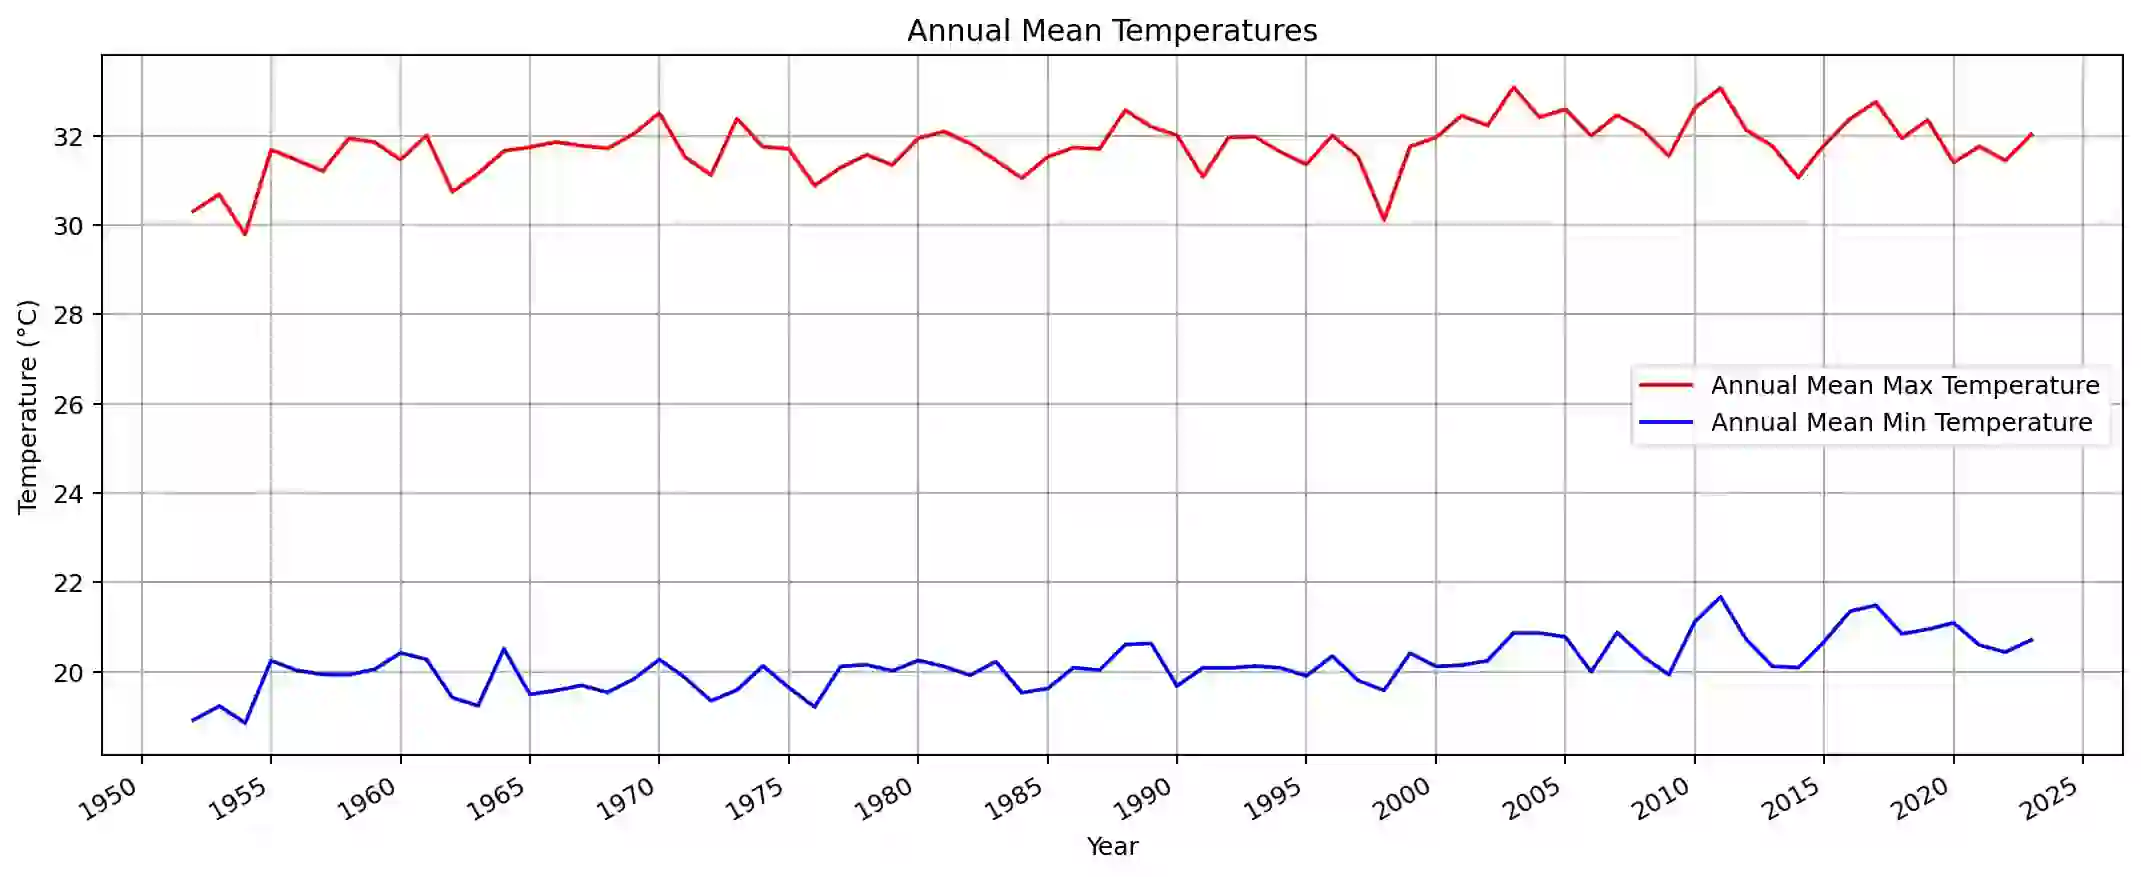 Annual Mean Temperatures
Temperature (°C)
32
30
28
26
24
22
20
Annual Mean Max Temperature
Annual Mean Min Temperature
1950 1955 1960 1965 1970 1975 1980 1985 1990 1995 2000 2005 2010 2015 2020 2025
Year